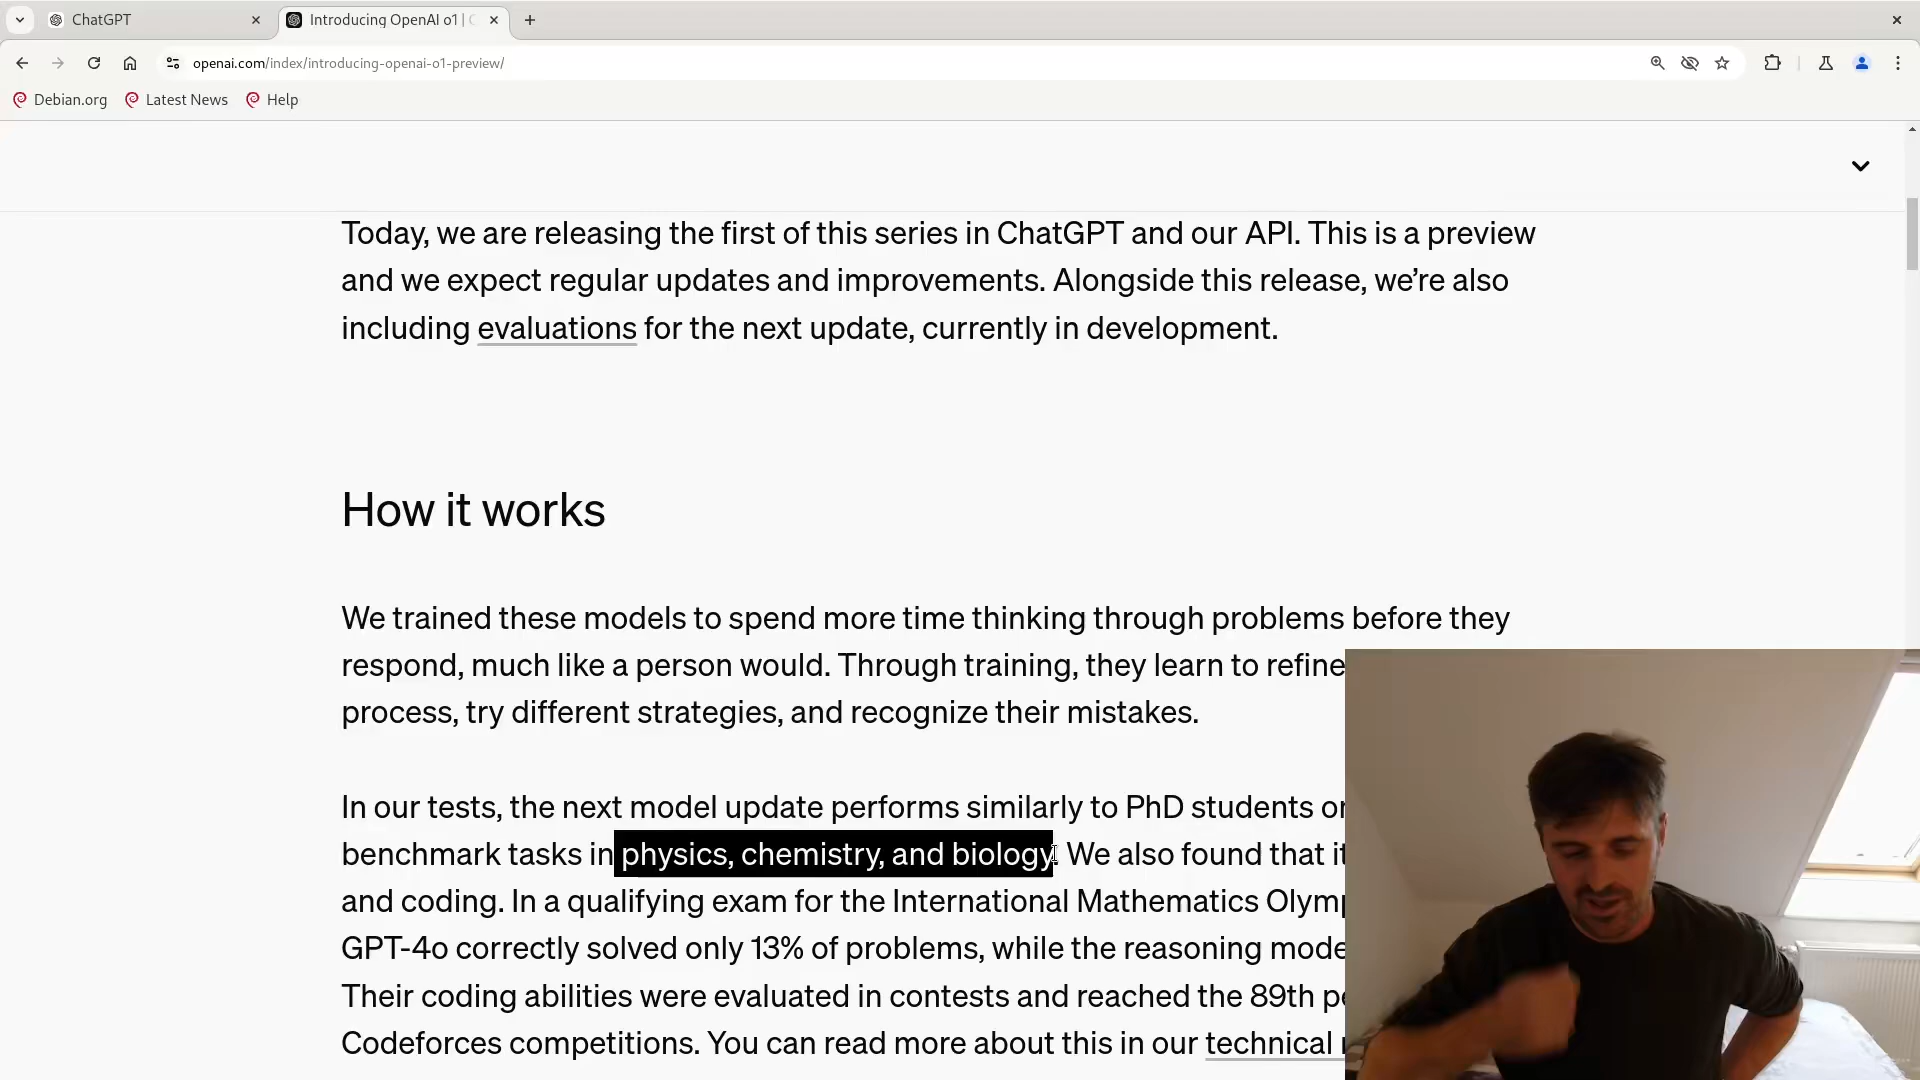 ChatGPT
Introducing OpenAI o1 |
openai.com/index/introducing-openai-o1-preview/
Debian.org
Latest News
Help
Today, we are releasing the first of this series in ChatGPT and our API. This is a preview
and we expect regular updates and improvements. Alongside this release, we’re also
including evaluations for the next update, currently in development.
How it works
We trained these models to spend more time thinking through problems before they
respond, much like a person would. Through training, they learn to refine
process, try different strategies, and recognize their mistakes.
In our tests, the next model update performs similarly to PhD students
benchmark tasks in physics, chemistry, and biology. We also found that
and coding. In a qualifying exam for the International Mathematics
GPT-4o correctly solved only 13% of problems, while the reasoning
Their coding abilities were evaluated in contests and reached the 89th
Codeforces competitions. You can read more about this in our technical